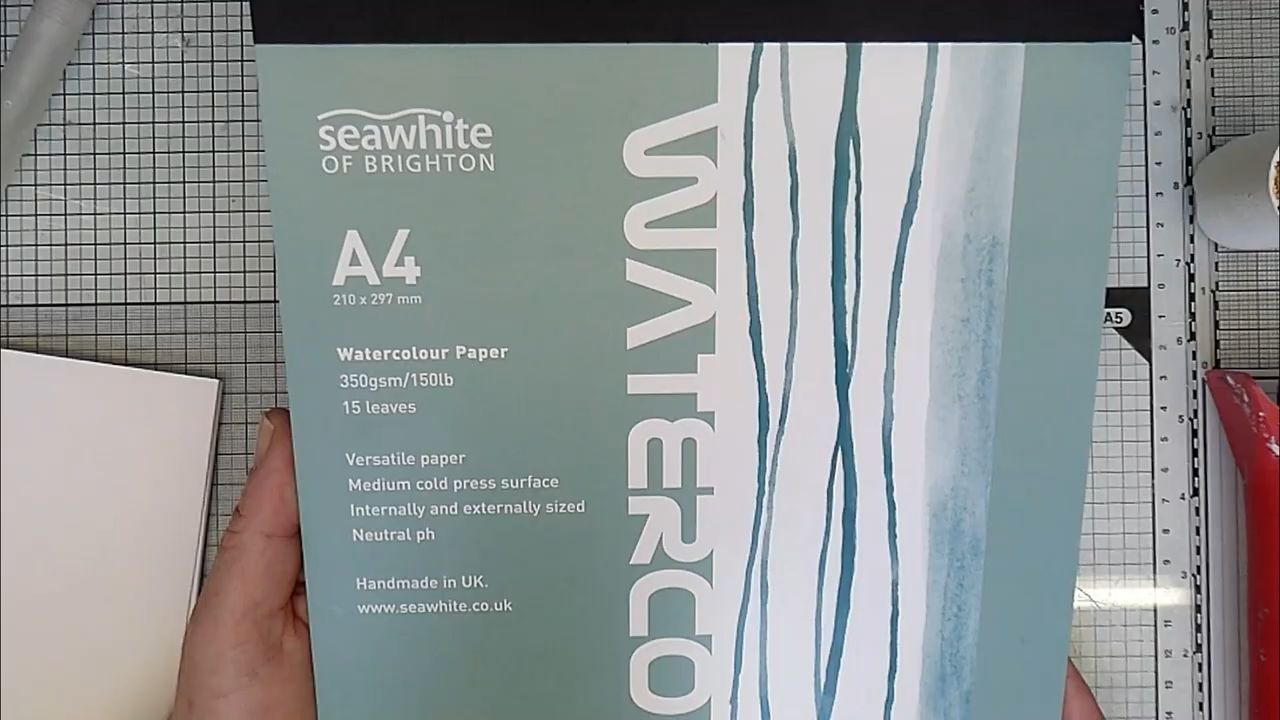 seawhite
OF BRIGHTON
A4
210 x 297 mm
Watercolour Paper
350gsm/150lb
15 leaves
Versatile paper
Medium cold press surface
Internally and externally sized
Neutral ph
Handmade in UK.
www.seawhite.co.uk
WATERCO
A5